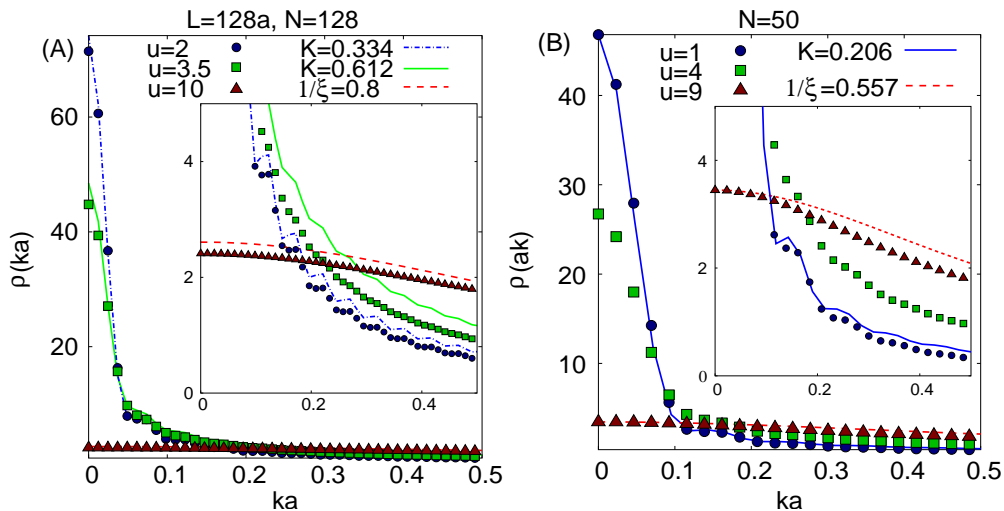 L=128a, N=128
(A)
u=2
K=0.334
u=3.5
K=0.612
u=10
1/ξ=0.8
ρ(ka)
60
40
20
0
0.1
0.2
0.3
0.4
0.5
ka
4
2
0
0
0.2
0.4
N=50
(B)
u=1
K=0.206
u=4
u=9
1/ξ=0.557
ρ(ak)
40
30
20
10
0
0.1
0.2
0.3
0.4
0.5
ka
4
2
0
0
0.2
0.4